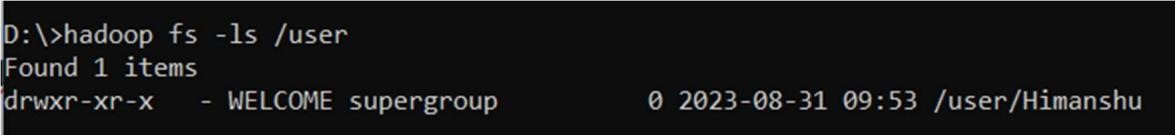 D:\>hadoop fs -ls /user
Found 1 items
drwxr-xr-x   - WELCOME supergroup          0 2023-08-31 09:53 /user/Himanshu